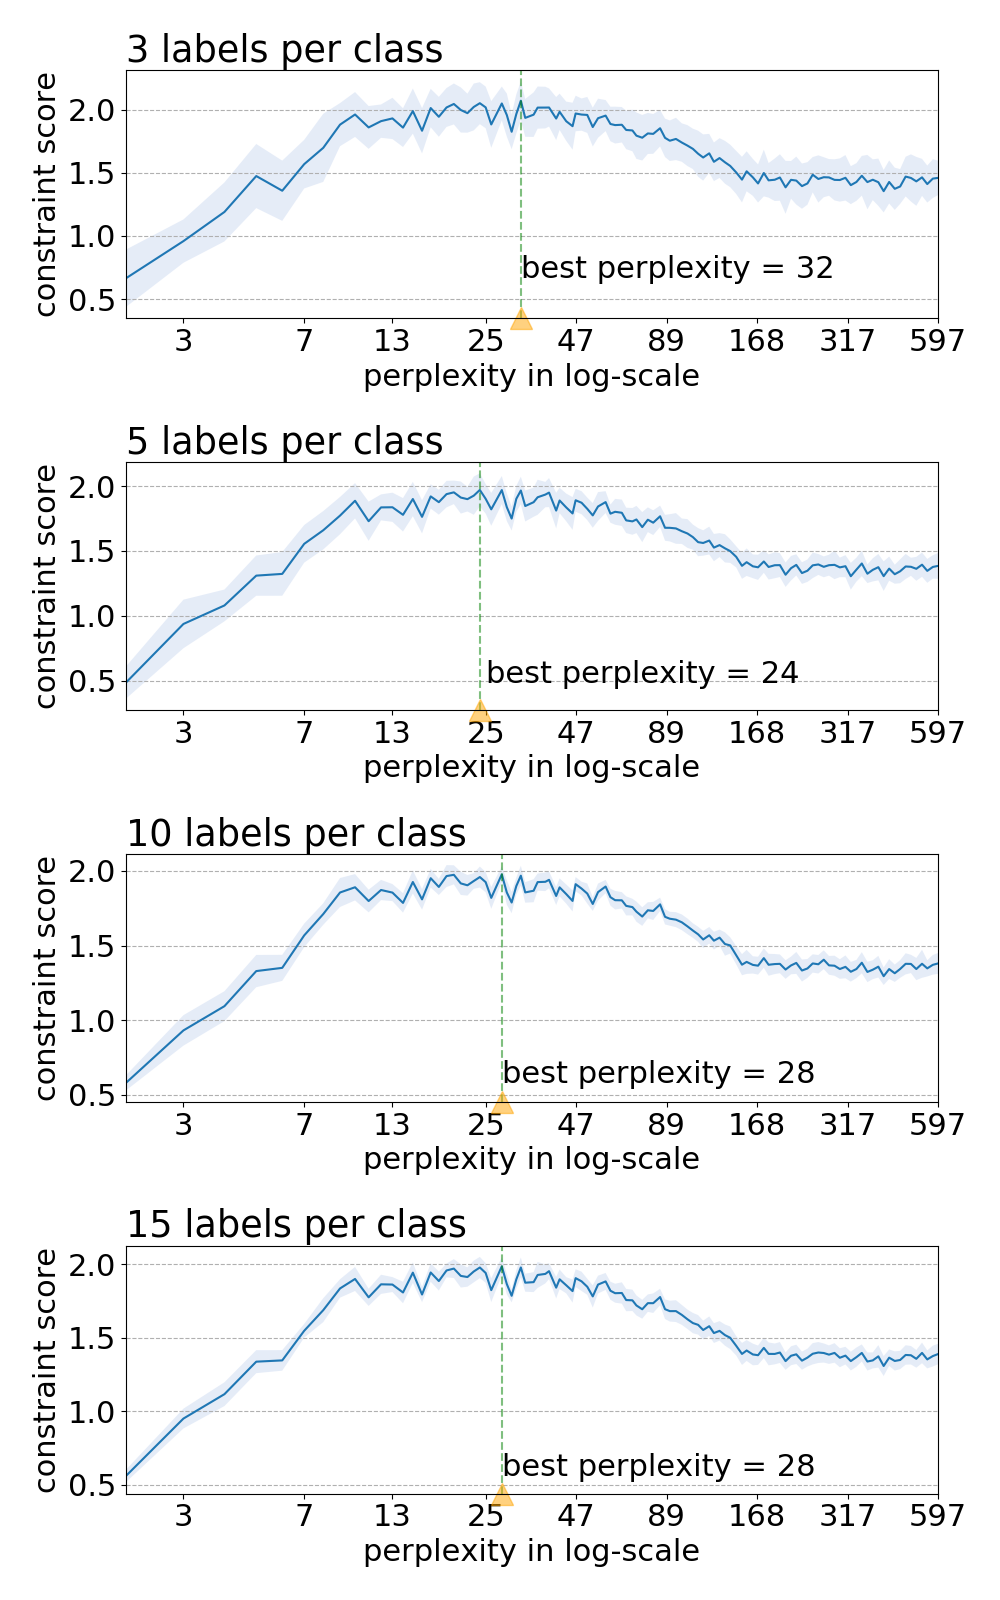 3 labels per class
constraint score
2.0
1.5
1.0
0.5
best perplexity = 32
3 7 13 25 47 89 168 317 597
perplexity in log-scale
5 labels per class
constraint score
2.0
1.5
1.0
0.5
best perplexity = 24
3 7 13 25 47 89 168 317 597
perplexity in log-scale
10 labels per class
constraint score
2.0
1.5
1.0
0.5
best perplexity = 28
3 7 13 25 47 89 168 317 597
perplexity in log-scale
15 labels per class
constraint score
2.0
1.5
1.0
0.5
best perplexity = 28
3 7 13 25 47 89 168 317 597
perplexity in log-scale